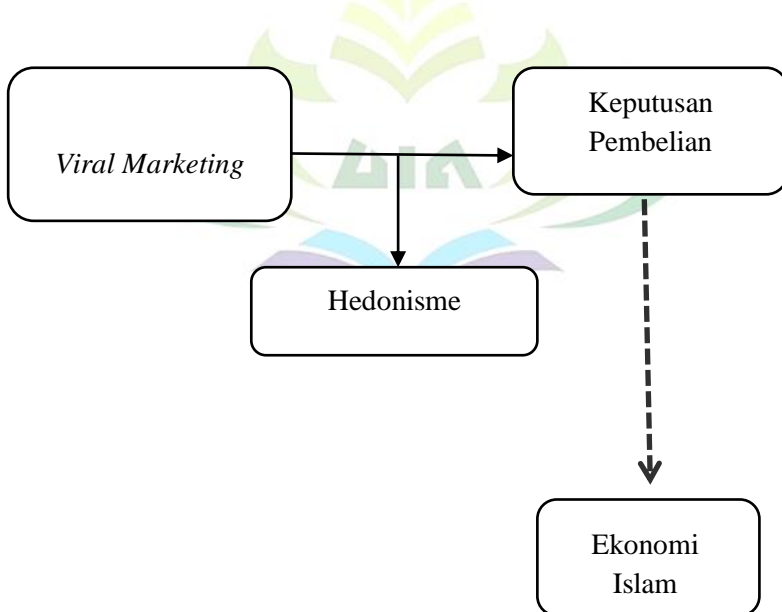 Viral Marketing
Keputusan
Pembelian
Hedonisme
Ekonomi
Islam